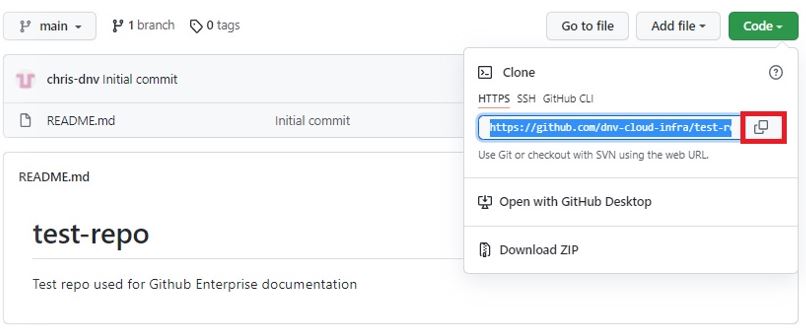 main 1 branch 0 tags Go to file Add file Code
chris-dnv Initial commit
README.md Initial commit
Clone
HTTPS SSH GitHub CLI
https://github.com/dnv-cloud-infra/test-r
Use Git or checkout with SVN using the web URL.
Open with GitHub Desktop
Download ZIP
README.md
test-repo
Test repo used for Github Enterprise documentation